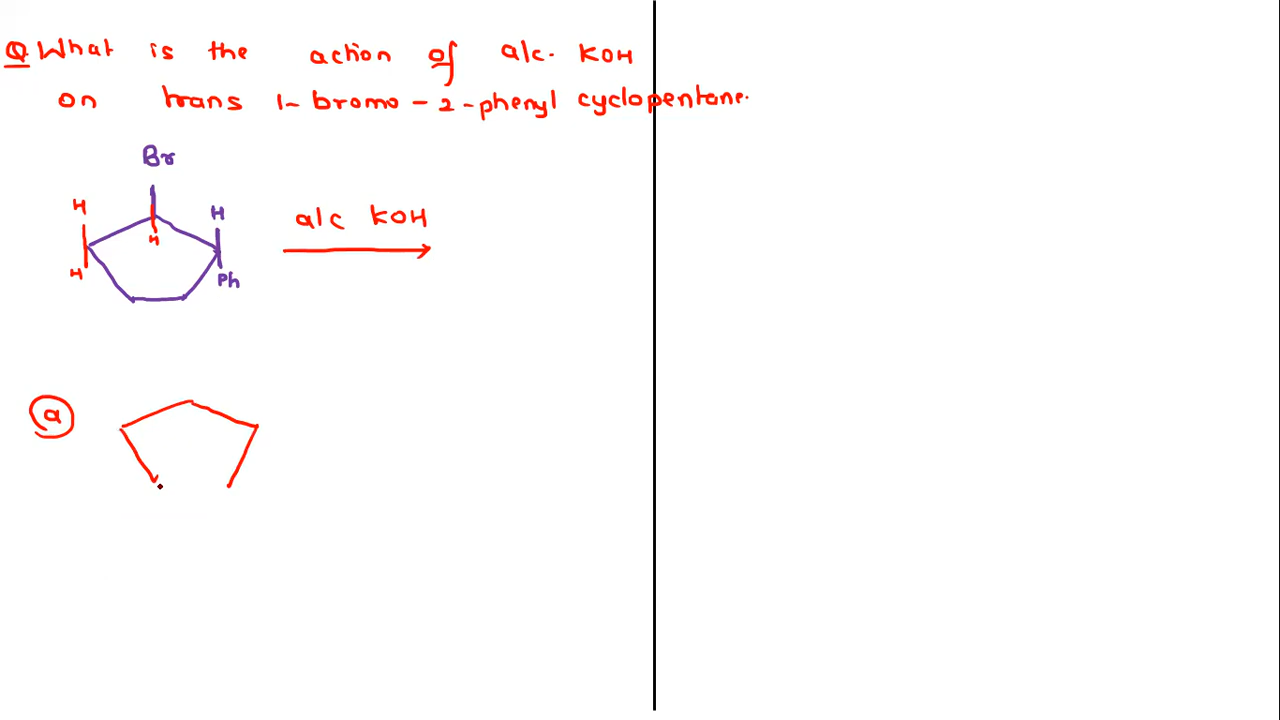 Q What is the action of alc. KOH
on trans 1-bromo-2-phenyl cyclopentane.
Br
H H
H
alc KOH
H Ph
a